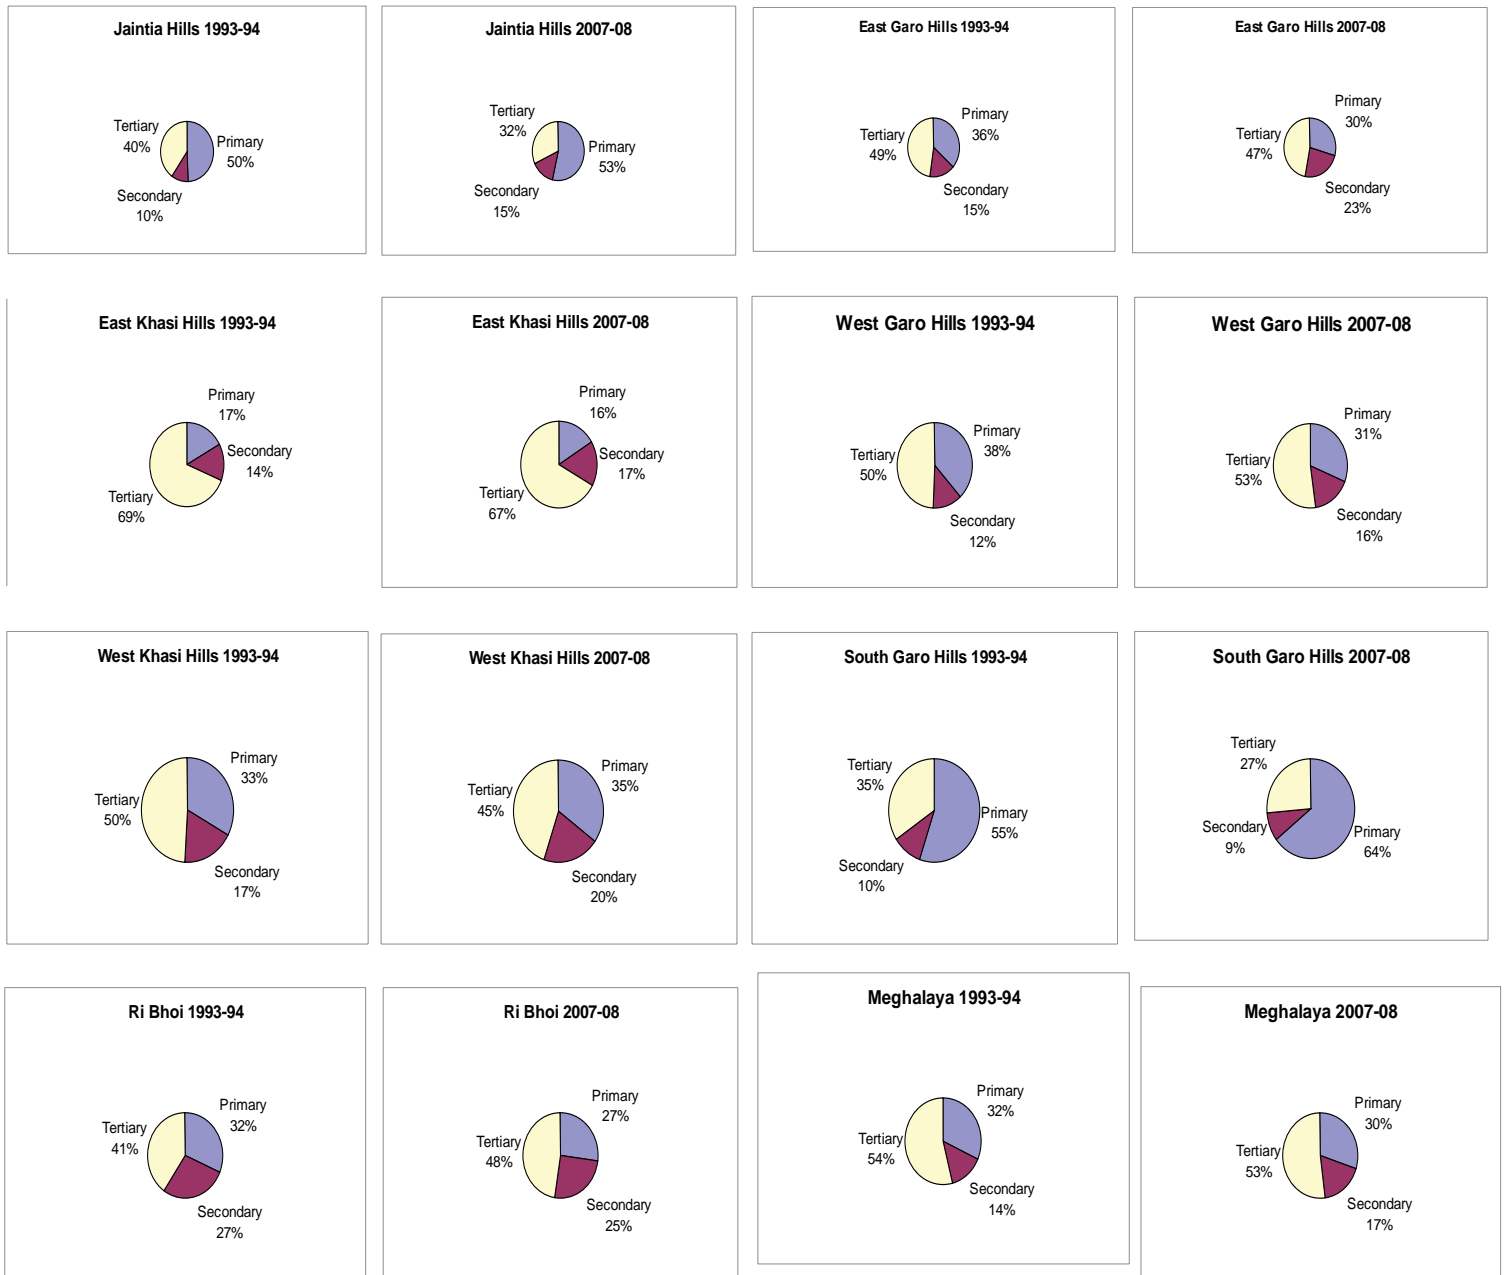 Jaintia Hills 1993-94
Tertiary
40%
Primary
50%
Secondary
10%
Jaintia Hills 2007-08
Tertiary
32%
Primary
53%
Secondary
15%
East Garo Hills 1993-94
Primary
36%
Tertiary
49%
Secondary
15%
East Garo Hills 2007-08
Primary
30%
Tertiary
47%
Secondary
23%
East Khasi Hills 1993-94
Primary
17%
Secondary
14%
Tertiary
69%
East Khasi Hills 2007-08
Primary
16%
Secondary
17%
Tertiary
67%
West Garo Hills 1993-94
Primary
38%
Tertiary
50%
Secondary
12%
West Garo Hills 2007-08
Primary
31%
Tertiary
53%
Secondary
16%
West Khasi Hills 1993-94
Primary
33%
Tertiary
50%
Secondary
17%
West Khasi Hills 2007-08
Primary
35%
Tertiary
45%
Secondary
20%
South Garo Hills 1993-94
Tertiary
35%
Primary
55%
Secondary
10%
South Garo Hills 2007-08
Tertiary
27%
Secondary
9%
Primary
64%
Ri Bhoi 1993-94
Primary
32%
Tertiary
41%
Secondary
27%
Ri Bhoi 2007-08
Primary
27%
Tertiary
48%
Secondary
25%
Meghalaya 1993-94
Primary
32%
Tertiary
54%
Secondary
14%
Meghalaya 2007-08
Primary
30%
Tertiary
53%
Secondary
17%